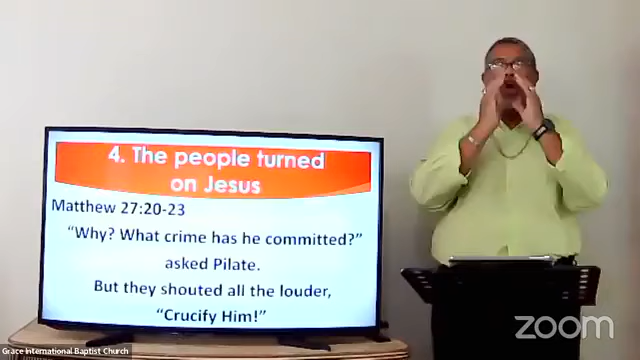 4. The people turned
on Jesus
Matthew 27:20-23
“Why? What crime has he committed?”
asked Pilate.
But they shouted all the louder,
“Crucify Him!”
Grace International Baptist Church
zoom